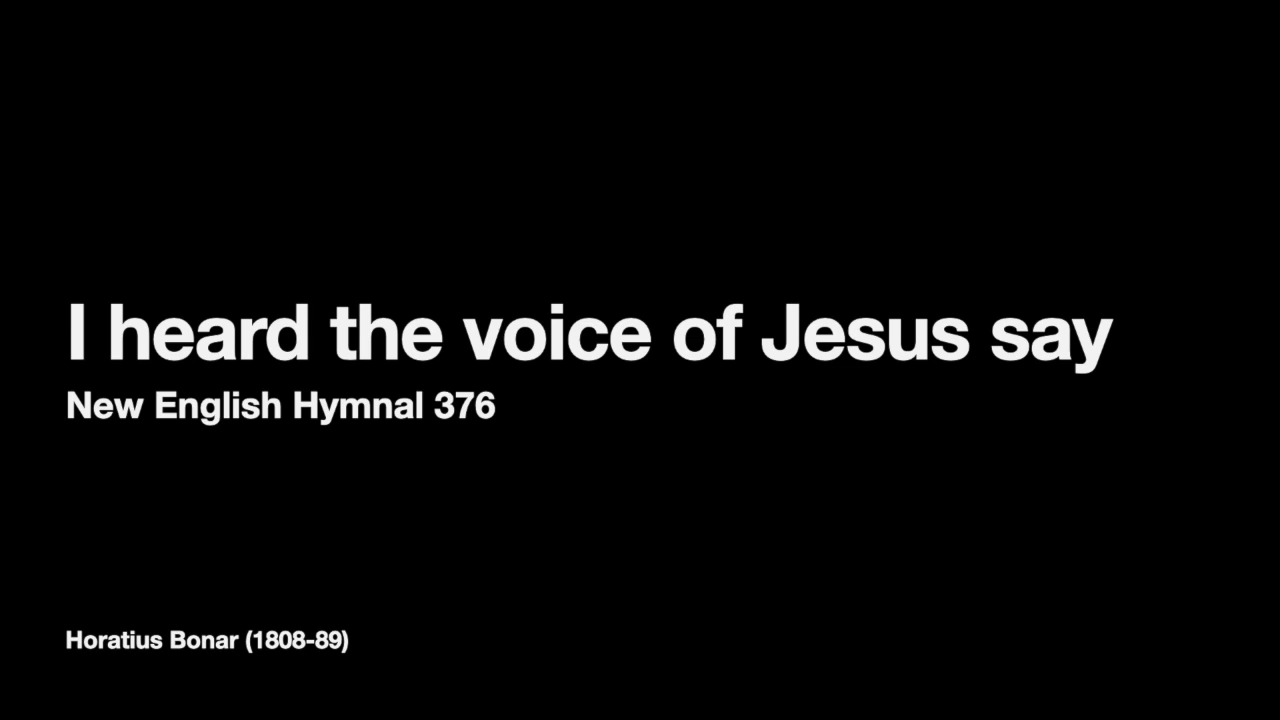 I heard the voice of Jesus say
New English Hymnal 376
Horatius Bonar (1808-89)